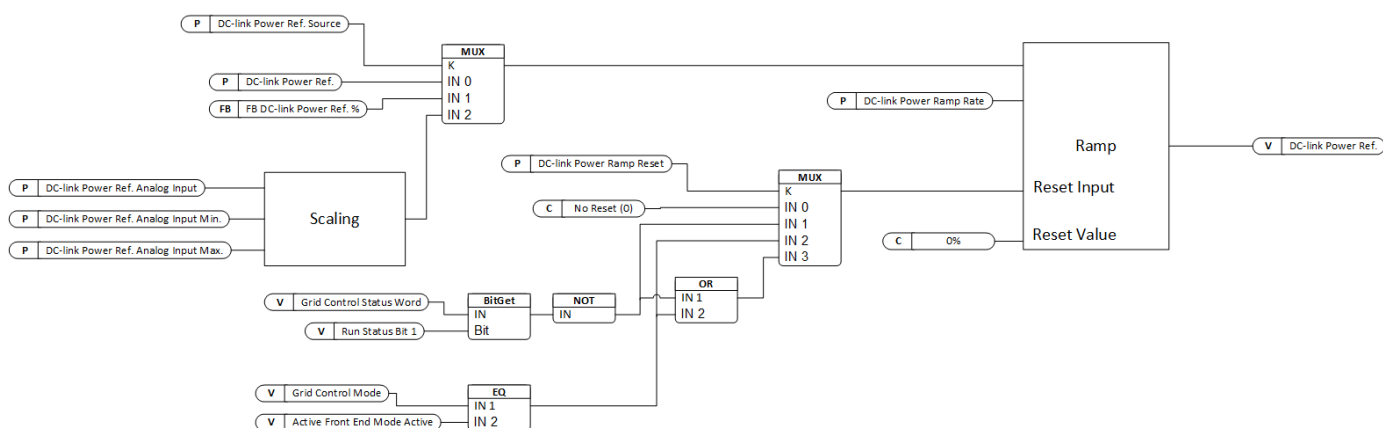 P DC-link Power Ref. Source
MUX
K
IN 0
IN 1
IN 2
P DC-link Power Ref.
FB FB DC-link Power Ref. %
P DC-link Power Ref. Analog Input
P DC-link Power Ref. Analog Input Min.
P DC-link Power Ref. Analog Input Max.
Scaling
P DC-link Power Ramp Rate
Ramp
Reset Input
Reset Value
V DC-link Power Ref.
P DC-link Power Ramp Reset
C No Reset (0)
MUX
K
IN 0
IN 1
IN 2
IN 3
C 0%
V Grid Control Status Word
V Run Status Bit 1
BitGet
IN
Bit
NOT
IN
OR
IN 1
IN 2
V Grid Control Mode
V Active Front End Mode Active
EQ
IN 1
IN 2